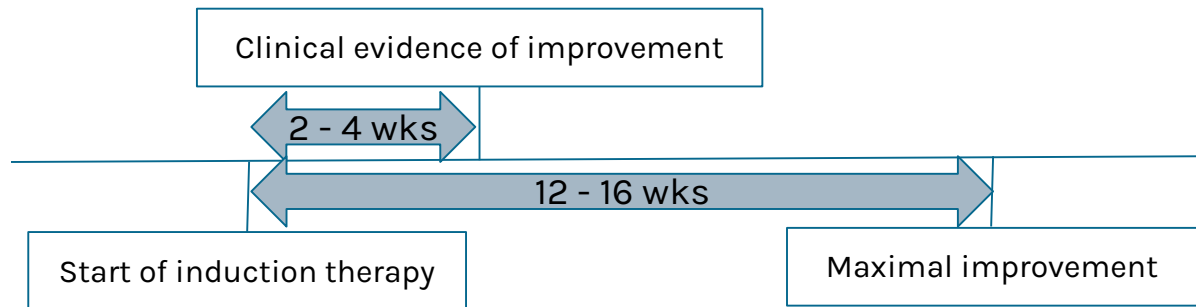 Clinical evidence of improvement
2 - 4 wks
12 - 16 wks
Start of induction therapy
Maximal improvement